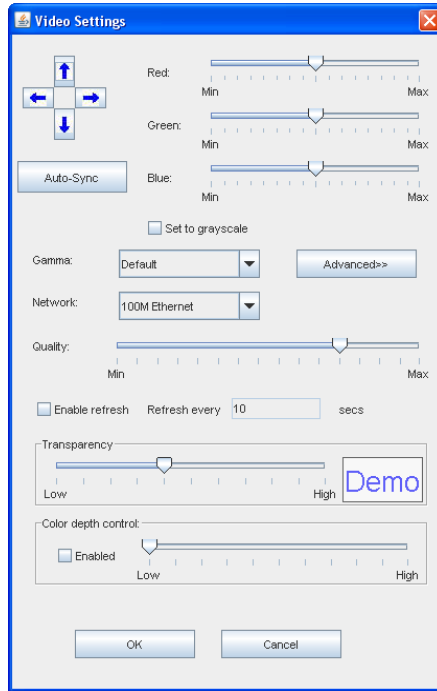 Video Settings
Red:
Min Max
Green:
Min Max
Auto-Sync
Blue:
Min Max
Set to grayscale
Gamma: Default Advanced>>
Network: 100M Ethernet
Quality:
Min Max
Enable refresh Refresh every 10 secs
Transparency
Low High
Demo
Color depth control:
Enabled
Low High
OK Cancel